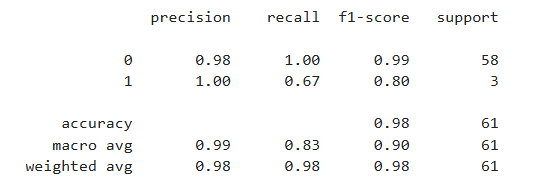 precision recall f1-score support
0 0.98 1.00 0.99 58
1 1.00 0.67 0.80 3
accuracy 0.98 61
macro avg 0.99 0.83 0.90 61
weighted avg 0.98 0.98 0.98 61